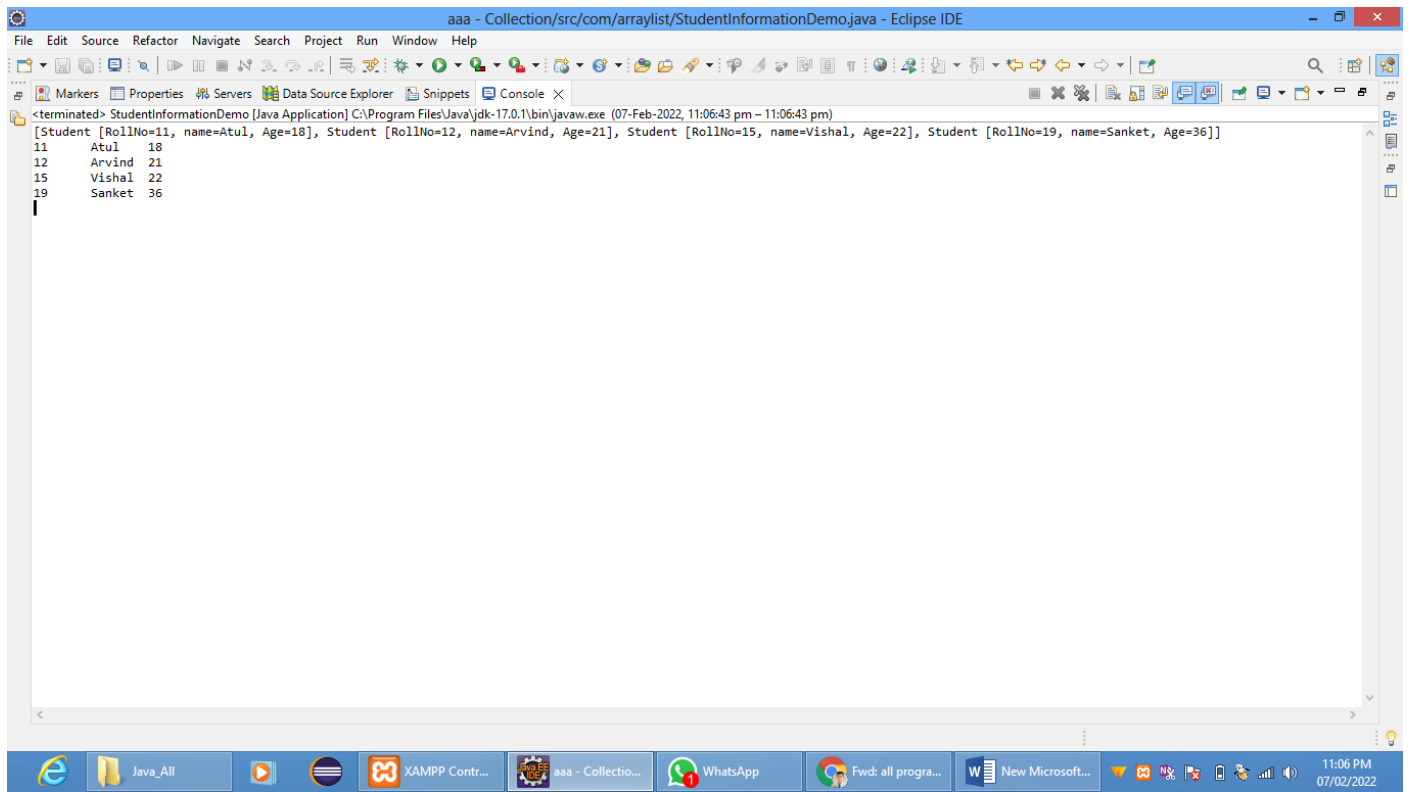 aaa - Collection/src/com/arraylist/StudentInformationDemo.java - Eclipse IDE
File Edit Source Refactor Navigate Search Project Run Window Help
Markers Properties Servers Data Source Explorer Snippets Console
<terminated> StudentInformationDemo [Java Application] C:\Program Files\Java\jdk-17.0.1\bin\javaw.exe (07-Feb-2022, 11:06:43 pm – 11:06:43 pm)
[Student [RollNo=11, name=Atul, Age=18], Student [RollNo=12, name=Arvind, Age=21], Student [RollNo=15, name=Vishal, Age=22], Student [RollNo=19, name=Sanket, Age=36]]
11 Atul 18
12 Arvind 21
15 Vishal 22
19 Sanket 36
Java_All
XAMPP Contr...
Java EE IDE
aaa - Collectio...
1
WhatsApp
Fwd: all progra...
W
New Microsoft...
11:06 PM
07/02/2022